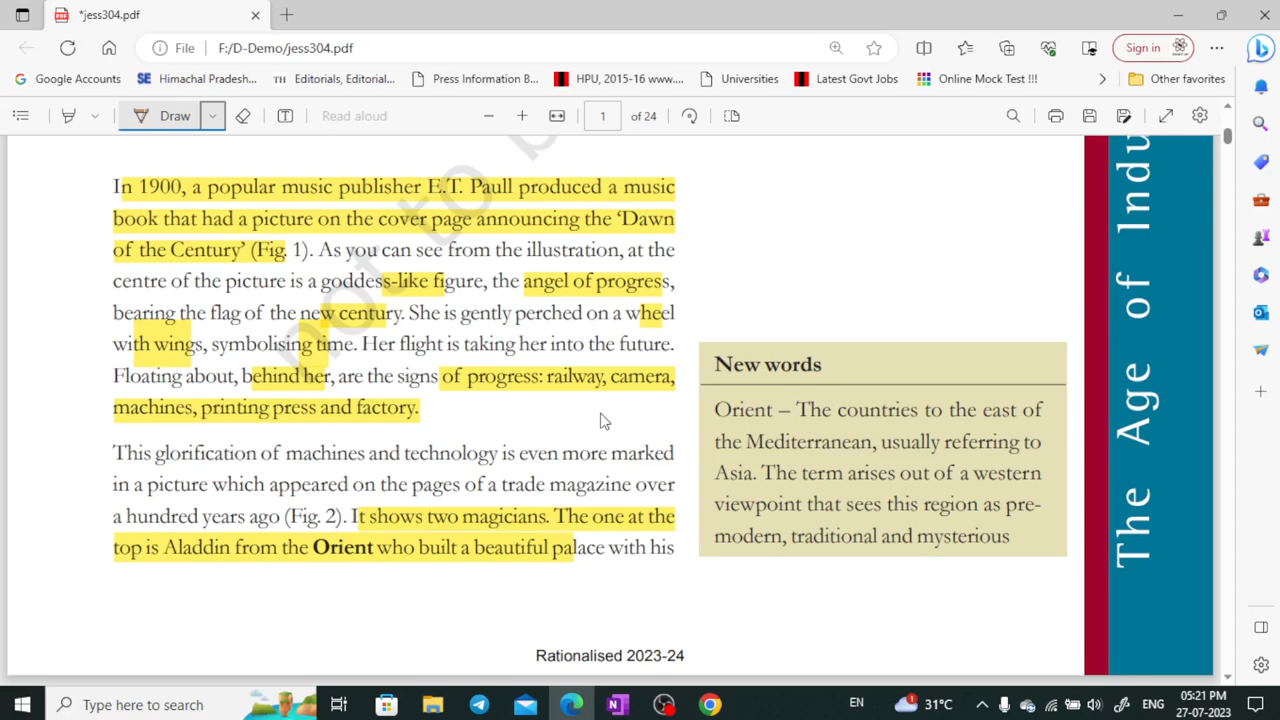 *jess304.pdf
File F:/D-Demo/jess304.pdf
Sign in
Google Accounts
SE Himachal Pradesh...
TH Editorials, Editorial...
Press Information B...
HPU, 2015-16 www....
Universities
Latest Govt Jobs
Online Mock Test !!!
Other favorites
Draw
Read aloud
1 of 24
In 1900, a popular music publisher E.T. Paull produced a music
book that had a picture on the cover page announcing the ‘Dawn
of the Century’ (Fig. 1). As you can see from the illustration, at the
centre of the picture is a goddess-like figure, the angel of progress,
bearing the flag of the new century. She is gently perched on a wheel
with wings, symbolising time. Her flight is taking her into the future.
Floating about, behind her, are the signs of progress: railway, camera,
machines, printing press and factory.
This glorification of machines and technology is even more marked
in a picture which appeared on the pages of a trade magazine over
a hundred years ago (Fig. 2). It shows two magicians. The one at the
top is Aladdin from the Orient who built a beautiful palace with his
New words
Orient – The countries to the east of
the Mediterranean, usually referring to
Asia. The term arises out of a western
viewpoint that sees this region as pre-
modern, traditional and mysterious
The Age of Indu
not to b
Rationalised 2023-24
Type here to search
EN
1
31°C
ENG
05:21 PM
27-07-2023